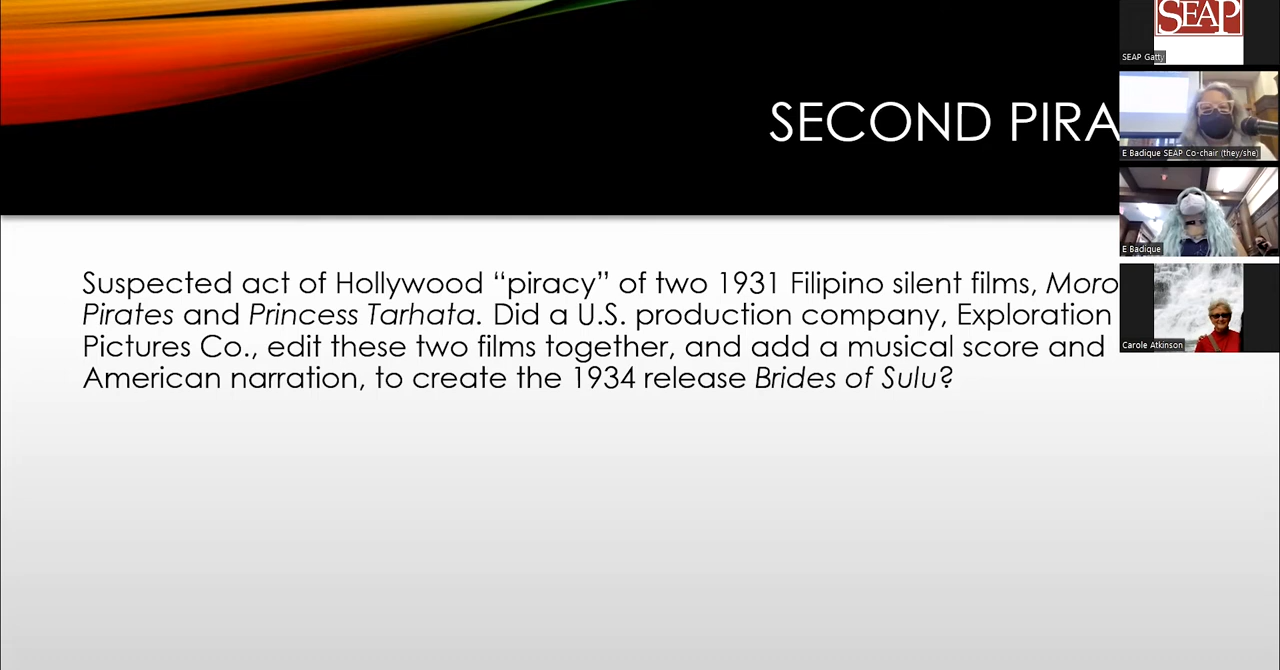 SEAP
SEAP Gatty
SECOND PIRA
E Badique SEAP Co-chair (they/she)
E Badique
Suspected act of Hollywood “piracy” of two 1931 Filipino silent films, Moro
Pirates and Princess Tarhata. Did a U.S. production company, Exploration
Pictures Co., edit these two films together, and add a musical score and
American narration, to create the 1934 release Brides of Sulu?
Carole Atkinson